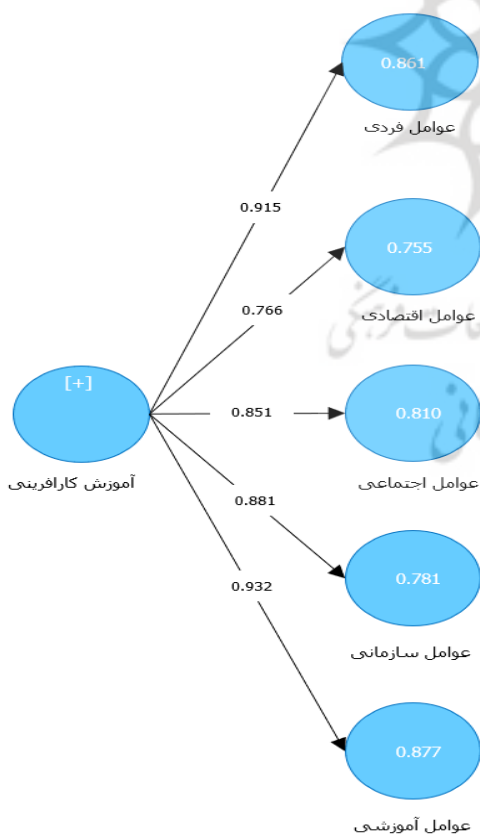 0.861
عوامل فردی
0.915
0.755
0.766
عوامل اقتصادی
[+]
0.851
0.810
آموزش کارافرینی
عوامل اجتماعی
0.881
0.781
0.932
عوامل سازمانی
0.877
عوامل آموزشی